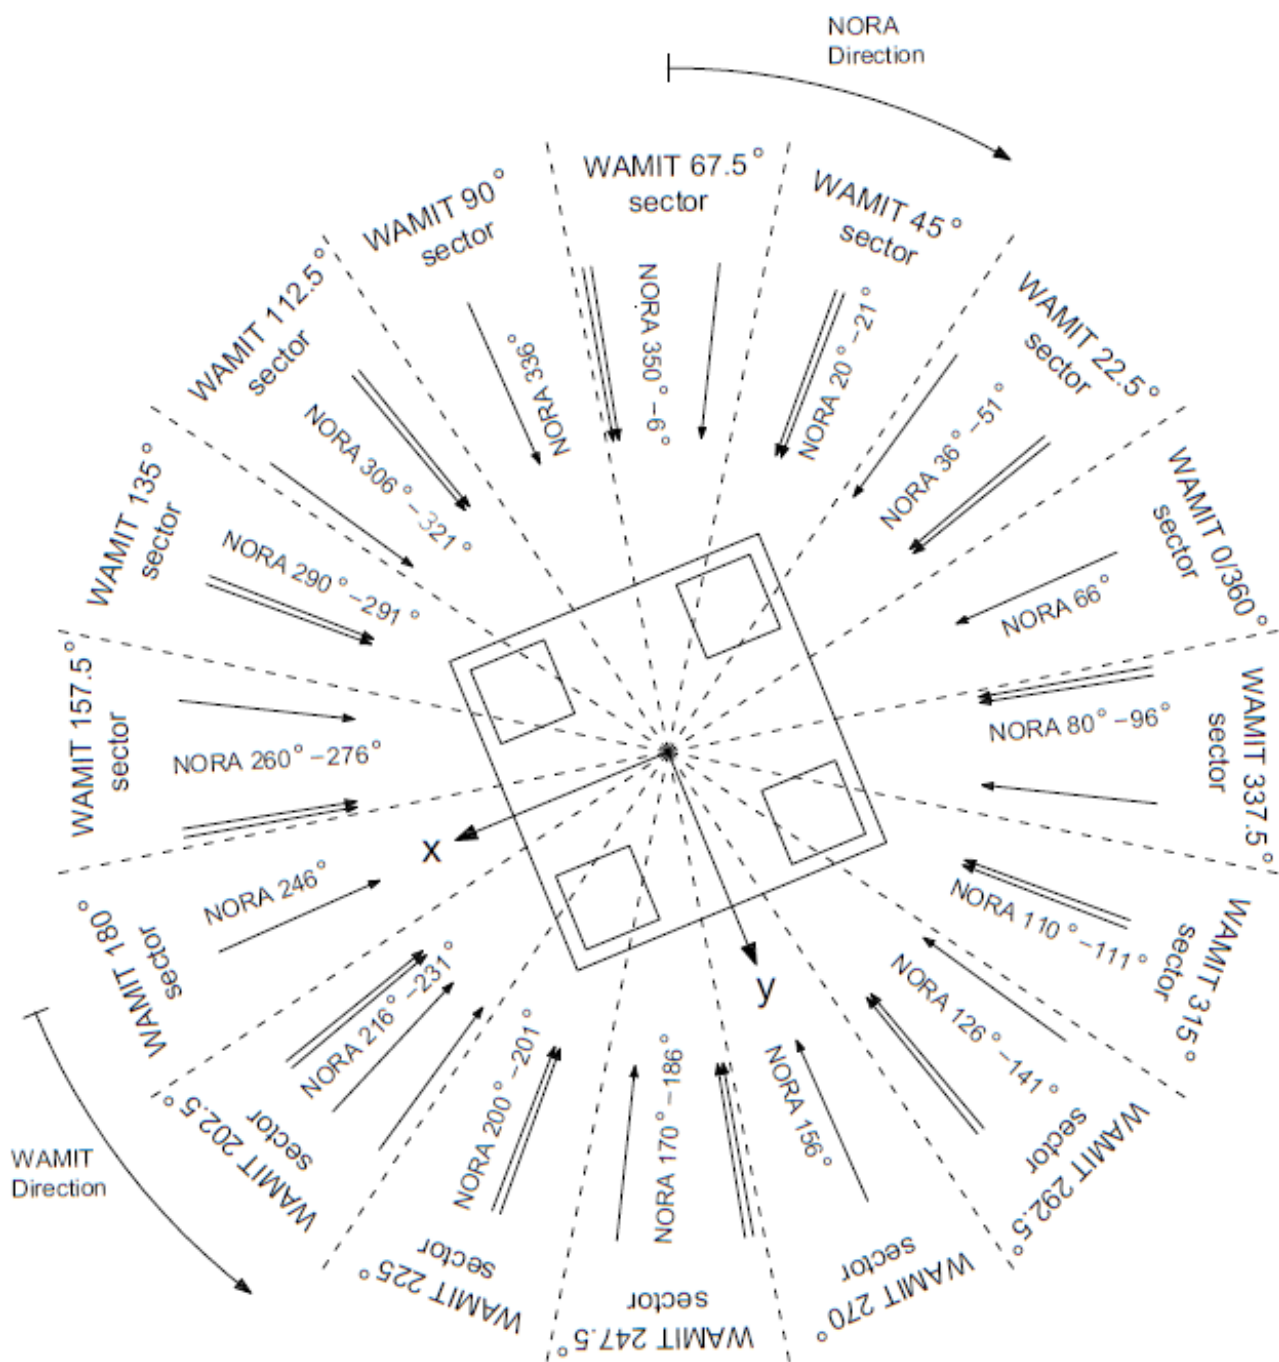 NORA
Direction
WAMIT 67.5°
sector
WAMIT 45°
sector
WAMIT 22.5°
sector
WAMIT 0/360°
sector
WAMIT 337.5°
sector
WAMIT 315°
sector
WAMIT 292.5°
sector
WAMIT 270°
sector
WAMIT 247.5°
sector
WAMIT 225°
sector
WAMIT 202.5°
sector
WAMIT 180°
sector
WAMIT 157.5°
sector
WAMIT 135°
sector
WAMIT 112.5°
sector
WAMIT 90°
sector
NORA 350°-6°
NORA 20°-21°
NORA 36°-51°
NORA 66°
NORA 80°-96°
NORA 110°-111°
NORA 126°-141°
NORA 156°
NORA 170°-186°
NORA 200°-201°
NORA 216°-231°
NORA 246°
NORA 260°-276°
NORA 290°-291°
NORA 306°-321°
NORA 336°
x
y
WAMIT
Direction